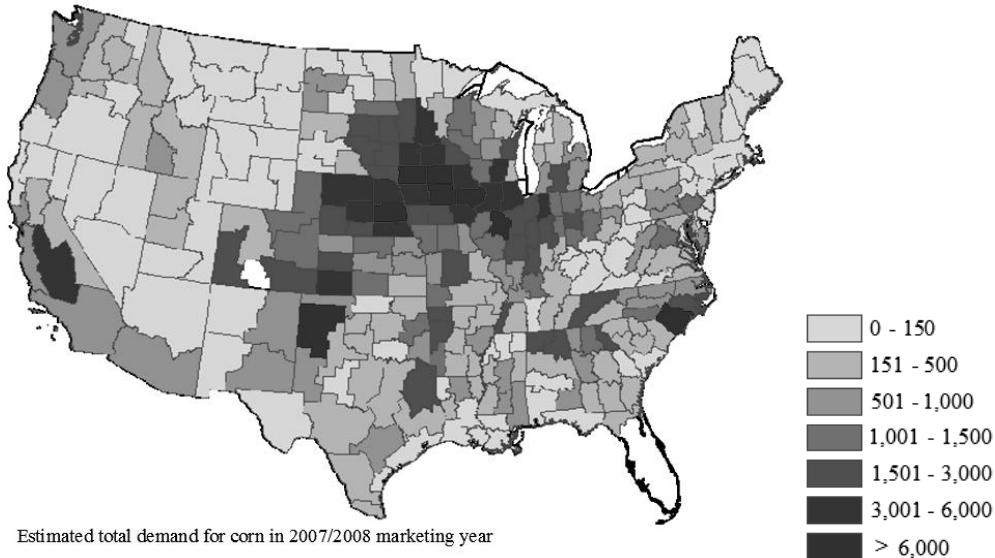 0 - 150
151 - 500
501 - 1,000
1,001 - 1,500
1,501 - 3,000
3,001 - 6,000
> 6,000
Estimated total demand for corn in 2007/2008 marketing year